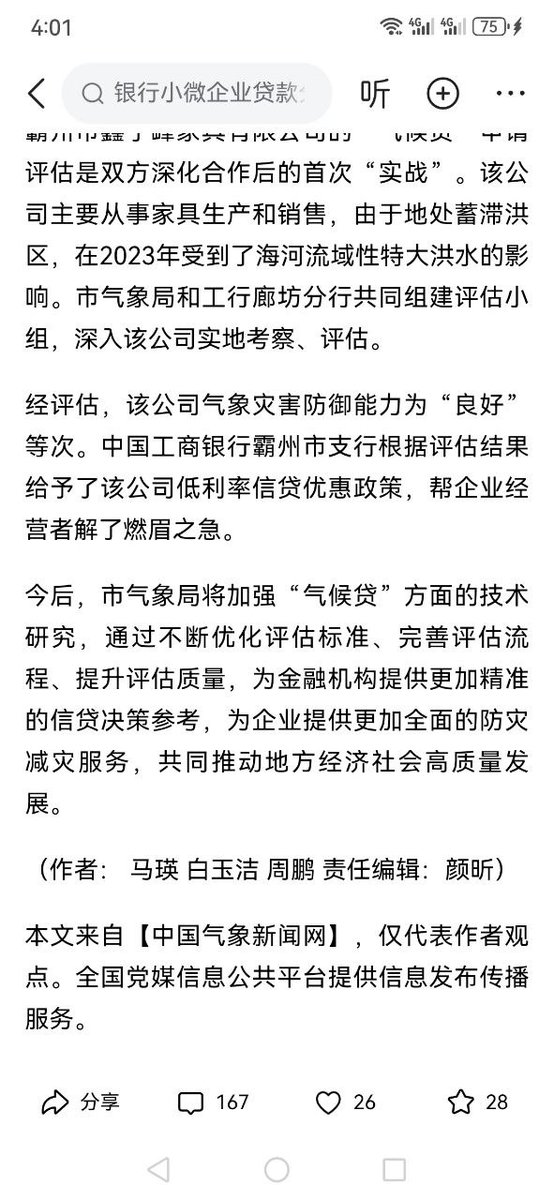 4:01
4G 4G 75
银行小微企业贷款
听
评估是双方深化合作后的首次“实战”。该公
司主要从事家具生产和销售，由于地处蓄滞洪
区，在2023年受到了海河流域性特大洪水的影
响。市气象局和工行廊坊分行共同组建评估小
组，深入该公司实地考察、评估。
经评估，该公司气象灾害防御能力为“良好”
等次。中国工商银行霸州市支行根据评估结果
给予了该公司低利率信贷优惠政策，帮企业经
营者解了燃眉之急。
今后，市气象局将加强“气候贷”方面的技术
研究，通过不断优化评估标准、完善评估流
程、提升评估质量，为金融机构提供更加精准
的信贷决策参考，为企业提供更加全面的防灾
减灾服务，共同推动地方经济社会高质量发
展。
（作者： 马瑛 白玉洁 周鹏 责任编辑：颜昕）
本文来自【中国气象新闻网】，仅代表作者观
点。全国党媒信息公共平台提供信息发布传播
服务。
分享 167 26 28